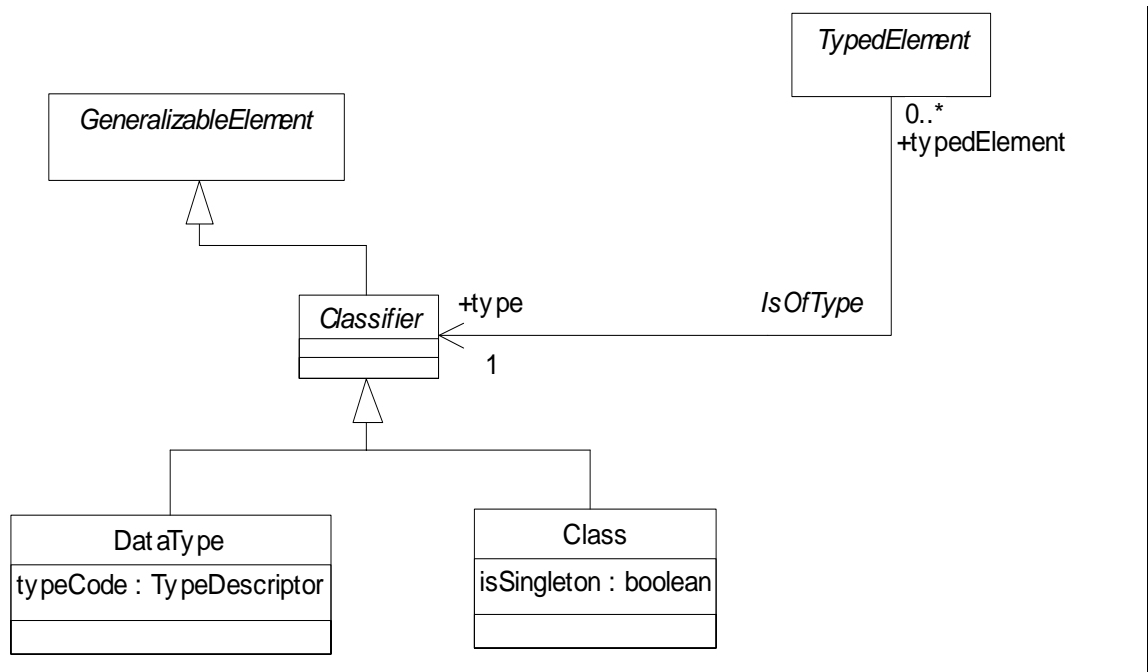 TypedElement
GeneralizableElement
0..*
+typedElement
+type
IsOfType
Classifier
1
DataType
Class
typeCode : TypeDescriptor
isSingleton : boolean